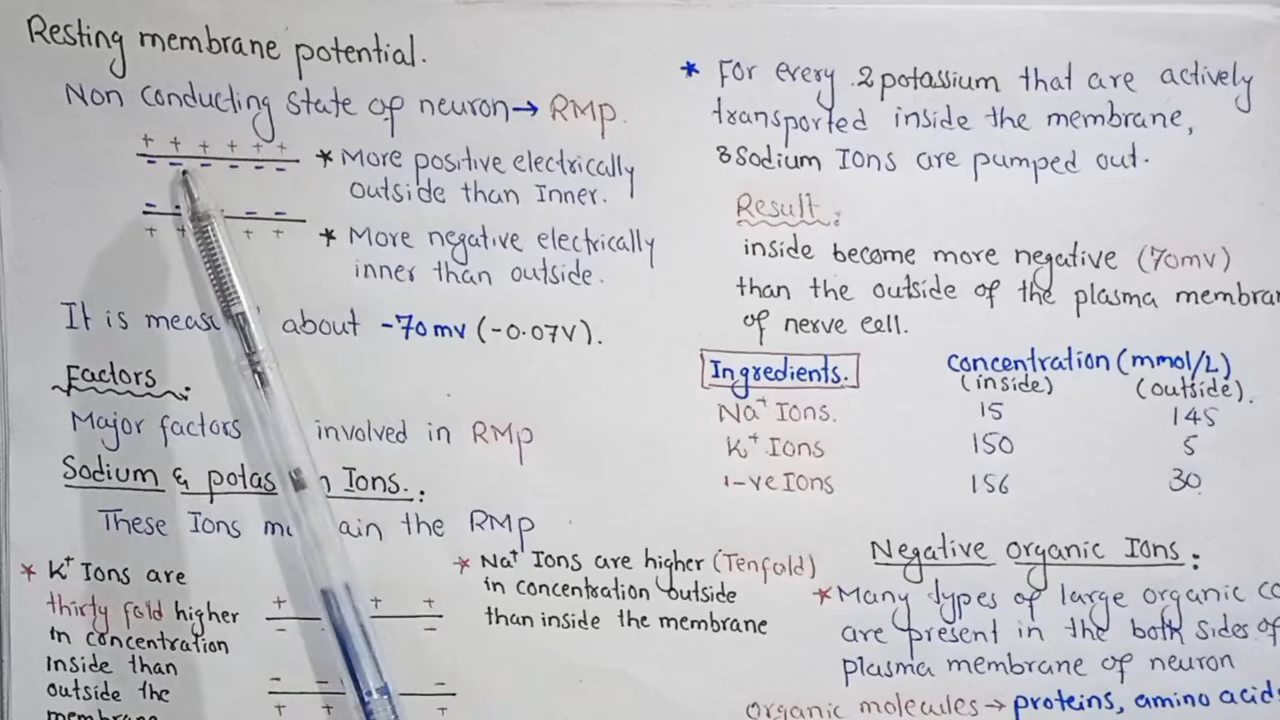 Resting membrane potential.
Non conducting state of neuron→ RMP.
+ + + + + +
- - - - - -
* More positive electrically
outside than Inner.
- - - -
+ + + +
* More negative electrically
inner than outside.
It is meas about -70mv (-0.07V).
Factors :
Major factors involved in RMP
Sodium & potas Ions. :
These Ions ain the RMP
* K+ Ions are
thirty fold higher
in concentration
inside than
outside the
membrane
+ + +
- -
- - -
+ + +
* Na+ Ions are higher (Tenfold)
in concentration outside
than inside the membrane
* For every 2 potassium that are actively
transported inside the membrane,
3 Sodium Ions are pumped out.
Result :
inside become more negative (70mv)
than the outside of the plasma membra
of nerve cell.
Ingredients. concentration (mmol/L)
(inside) (outside).
Na+ Ions. 15 145
K+ Ions 150 5
-ve Ions 156 30
Negative organic Ions :
* Many types of large organic co
are present in the both sides of
plasma membrane of neuron
organic molecules → proteins, amino acids